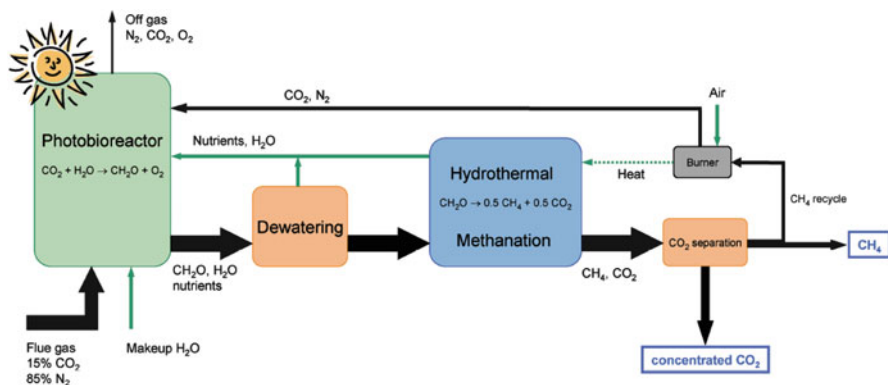 Off gas
N₂, CO₂, O₂
CO₂, N₂
Air
Photobioreactor
CO₂ + H₂O → CH₂O + O₂
Nutrients, H₂O
Hydrothermal
CH₂O → 0.5 CH₄ + 0.5 CO₂
Methanation
Burner
Heat
CH₄ recycle
Dewatering
CO₂ separation
CH₄
CH₂O, H₂O
nutrients
CH₄, CO₂
Flue gas
15% CO₂
85% N₂
Makeup H₂O
concentrated CO₂